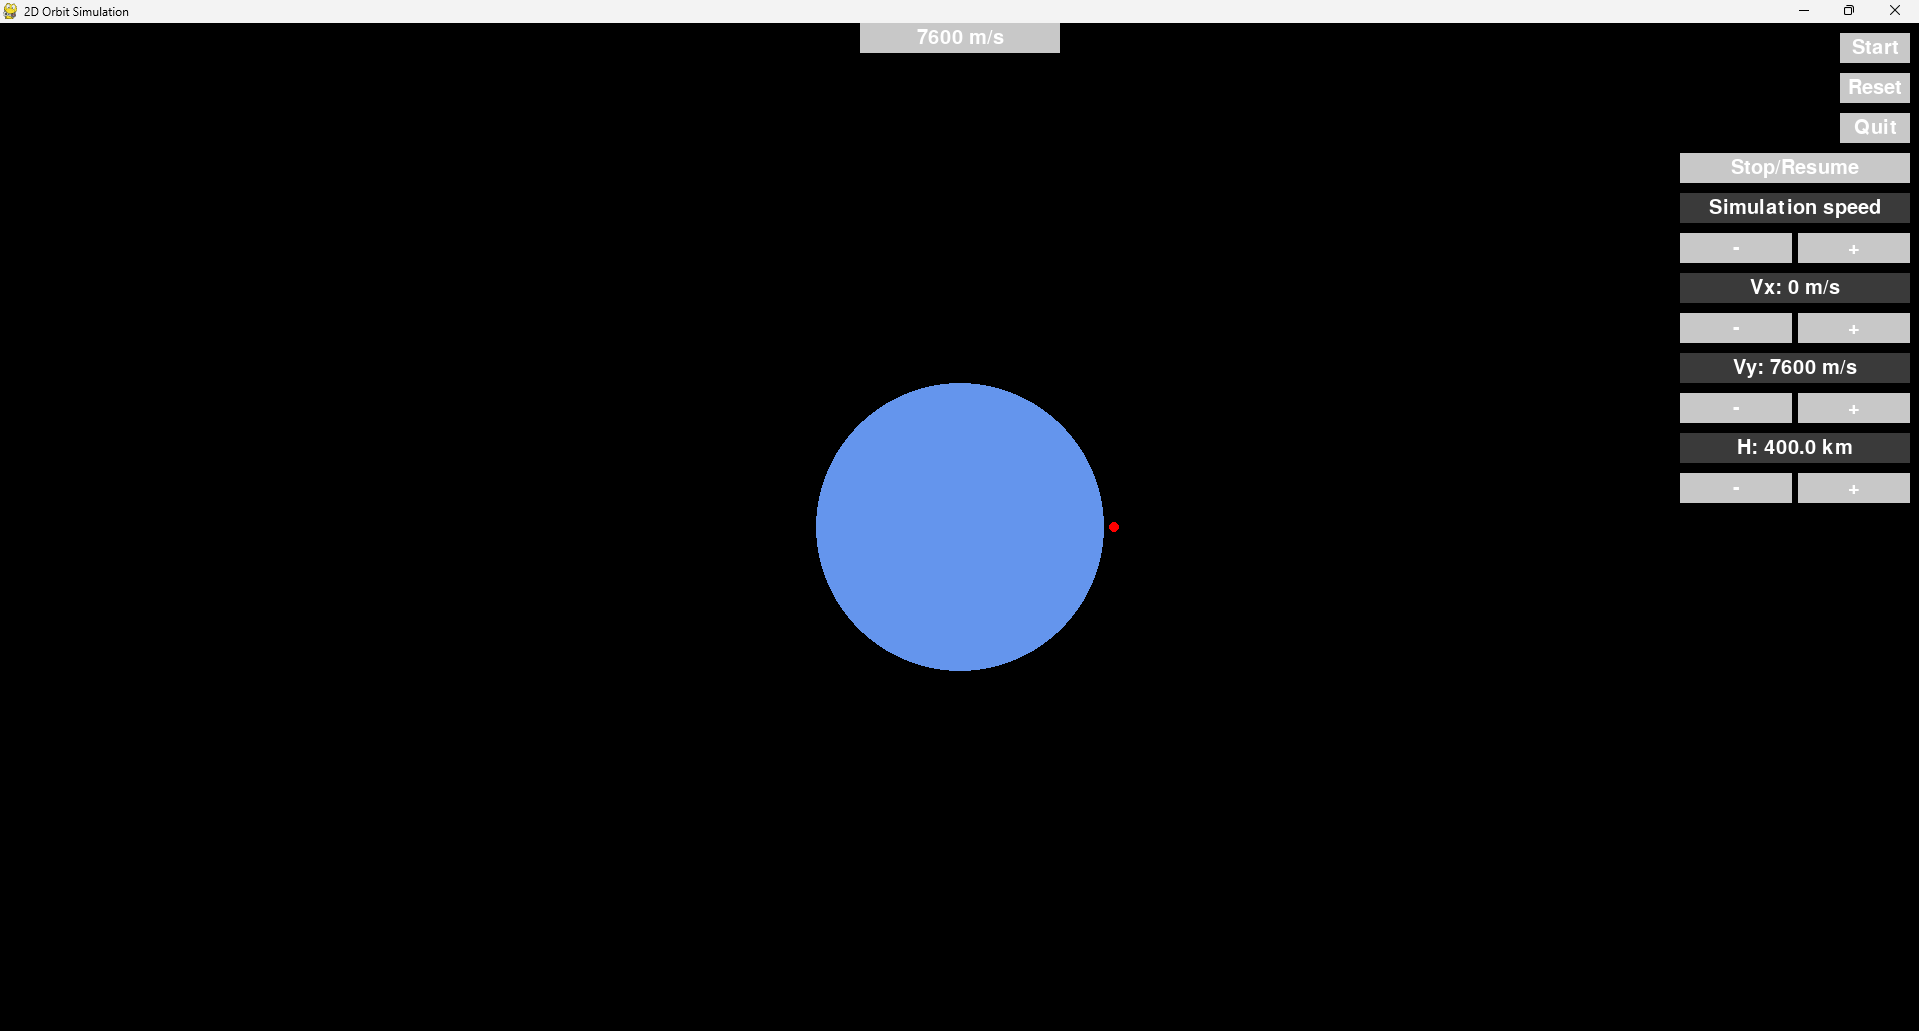 2D Orbit Simulation
7600 m/s
Start
Reset
Quit
Stop/Resume
Simulation speed
- +
Vx: 0 m/s
- +
Vy: 7600 m/s
- +
H: 400.0 km
- +